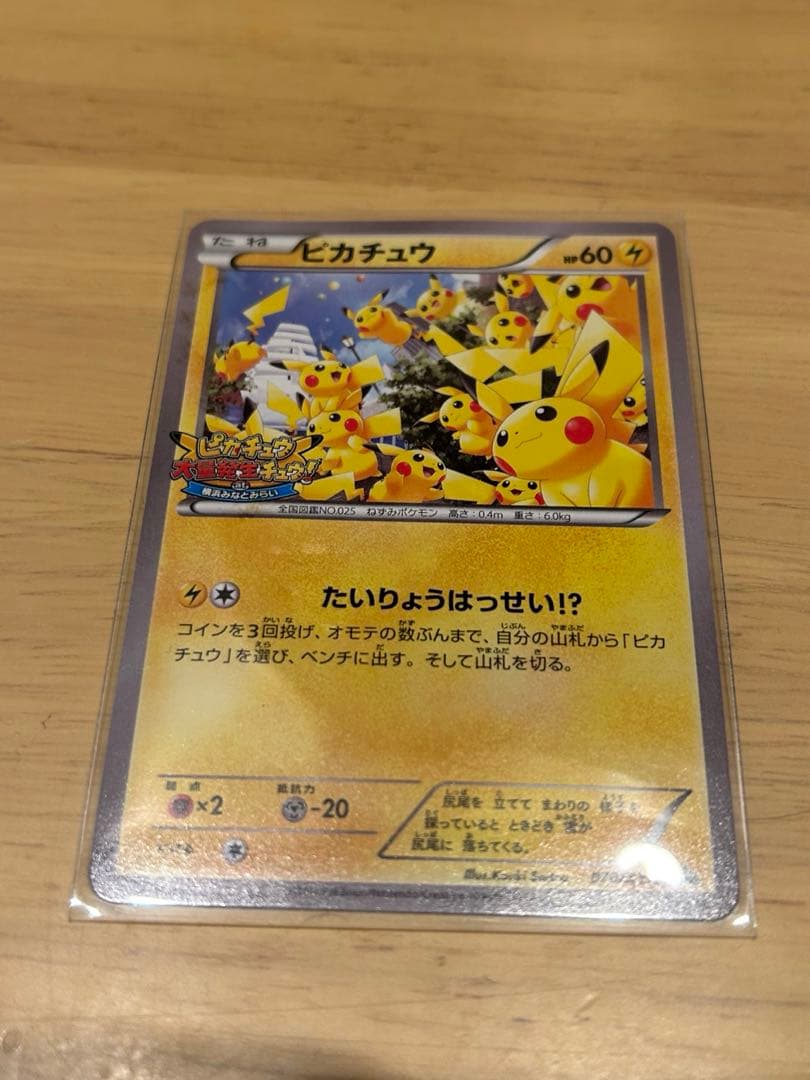 たね ピカチュウ HP60
ピカチュウ
大量発生チュウ!
at
横浜みなとみらい
全国図鑑NO.025 ねずみポケモン 高さ:0.4m 重さ:6.0kg
たいりょうはっせい!?
コインを3回投げ、オモテの数ぶんまで、自分の山札から「ピカ
チュウ」を選び、ベンチに出す。そして山札を切る。
弱点 抵抗力
×2 -20
尻尾を 立てて まわりの 様子を
採っていると ときどき 雷が
尻尾に 落ちてくる。
Illus.